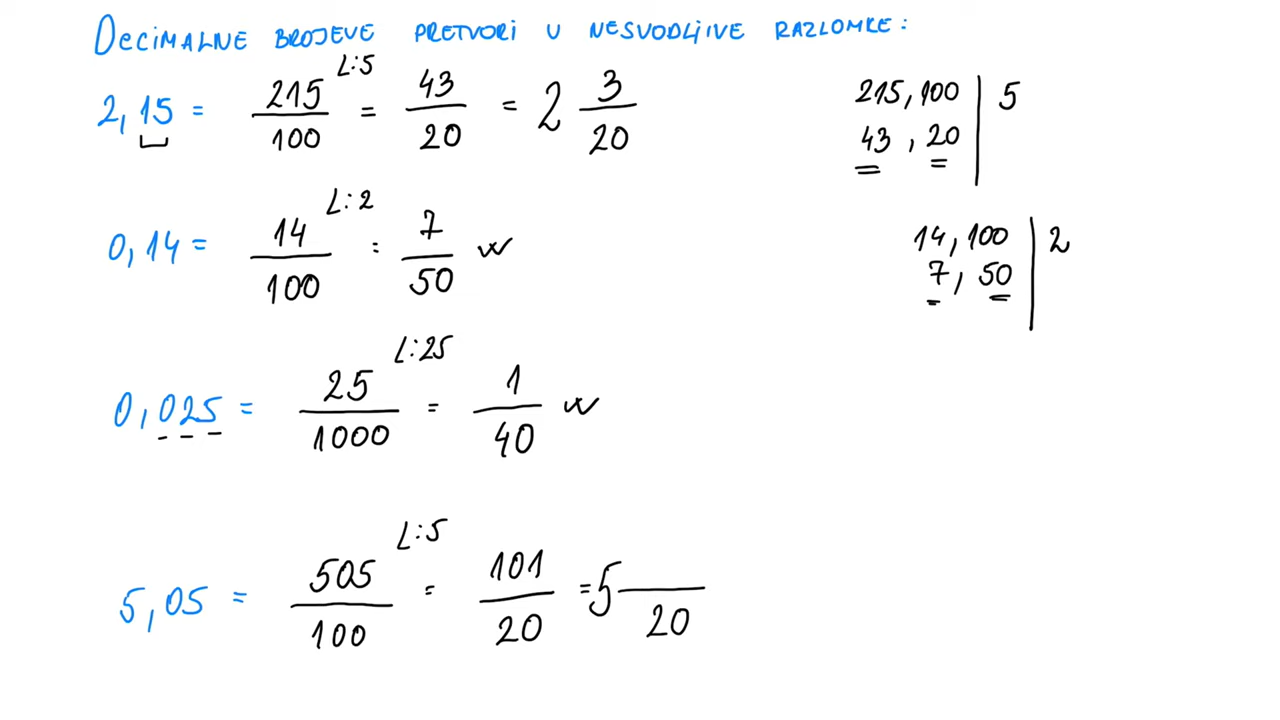 DECIMALNE BROJEVE PRETVORI U NESVODLJIVE RAZLOMKE:
2,15 = 215/100 L:5 = 43/20 = 2 3/20
215, 100 | 5
43, 20
0,14 = 14/100 L:2 = 7/50
14, 100 | 2
7, 50
0,025 = 25/1000 L:25 = 1/40
5,05 = 505/100 L:5 = 101/20 = 5 /20